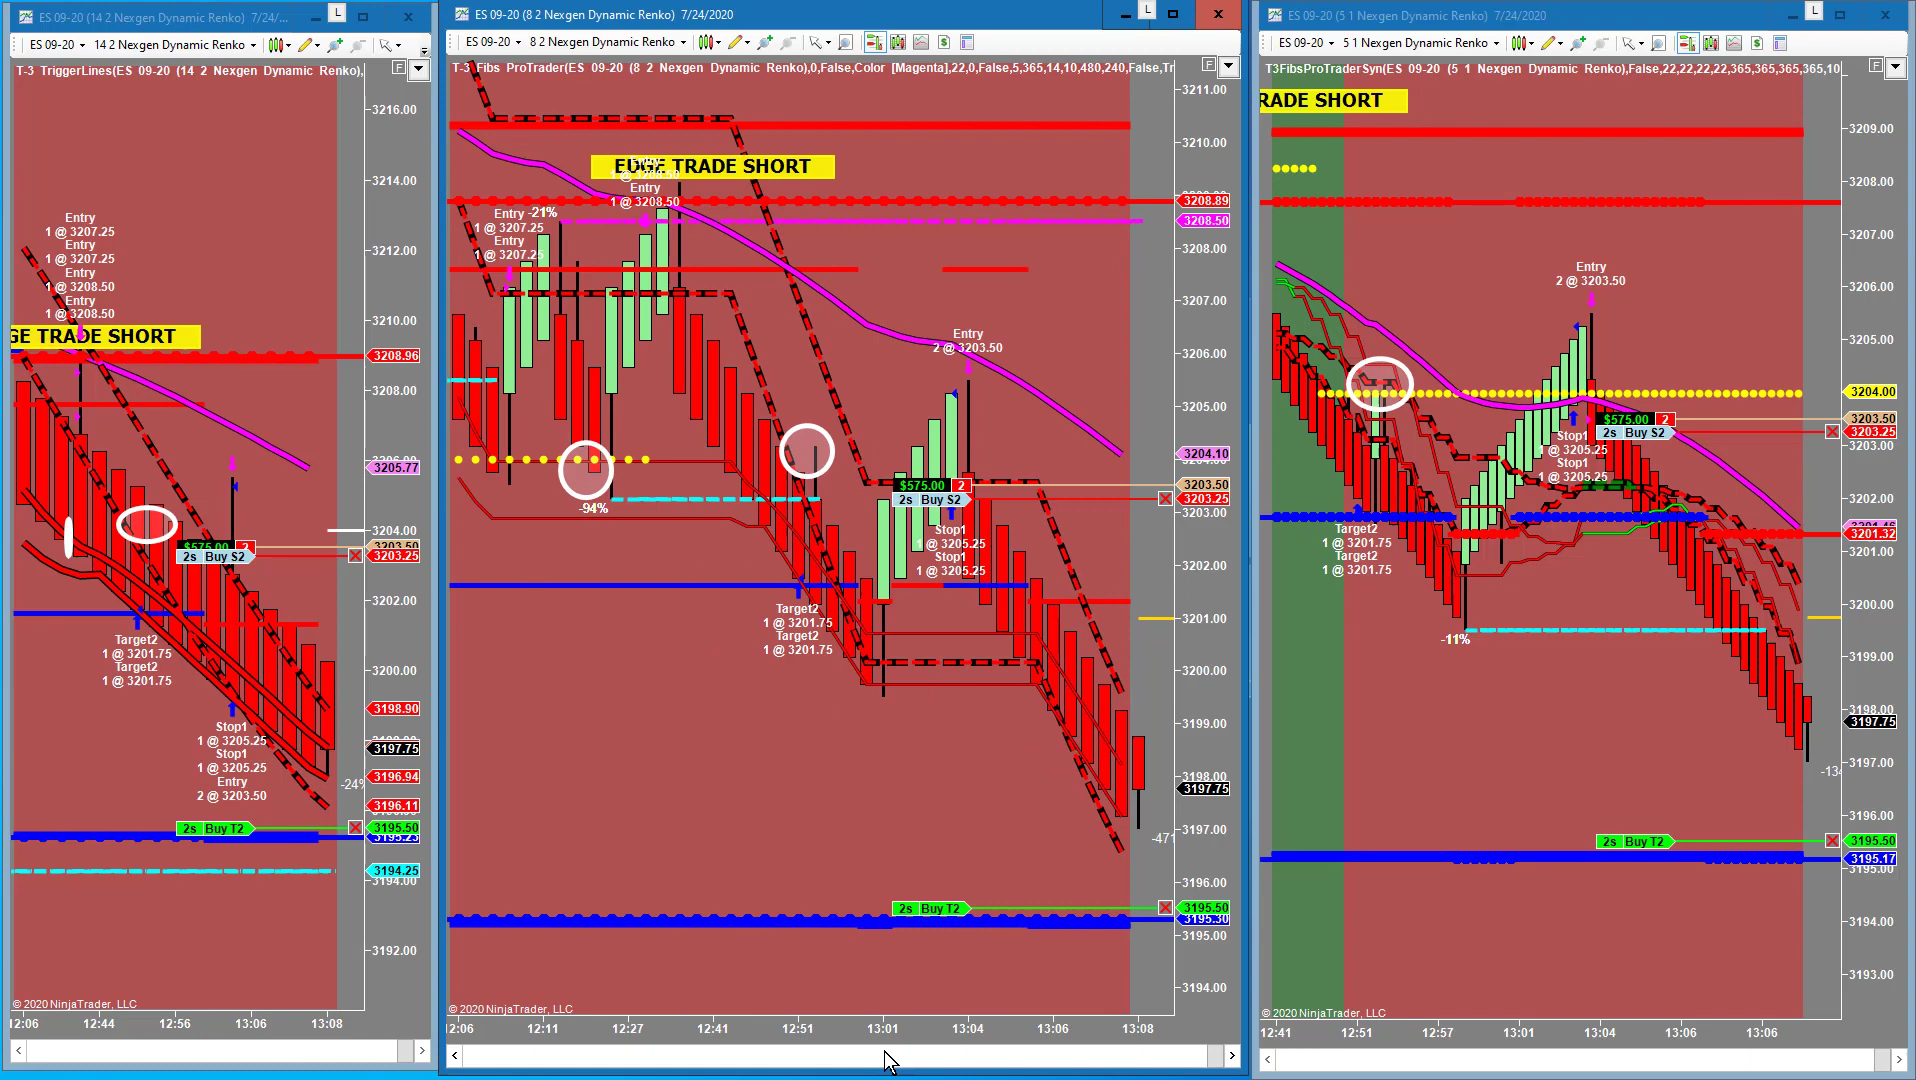 ES 09-20 (14 2 Nexgen Dynamic Renko) 7/24/...
L
ES 09-20
14 2 Nexgen Dynamic Renko
T-3 TriggerLines(ES 09-20 (14 2 Nexgen Dynamic Renko),
F
3216.00
3214.00
3212.00
3210.00
3208.96
3208.00
3205.77
3204.00
3203.50
3203.25
3202.00
3200.00
3198.90
3197.75
3196.94
3196.11
3195.50
3195.23
3194.25
3194.00
3192.00
Entry
1 @ 3207.25
Entry
1 @ 3207.25
Entry
1 @ 3208.50
Entry
1 @ 3208.50
GE TRADE SHORT
$575.00 2
2s Buy S2
Target2
1 @ 3201.75
Target2
1 @ 3201.75
Stop1
1 @ 3205.25
Stop1
1 @ 3205.25
Entry
2 @ 3203.50
-24%
2s Buy T2
© 2020 NinjaTrader, LLC
12:06 12:44 12:56 13:06 13:08
ES 09-20 (8 2 Nexgen Dynamic Renko) 7/24/2020
L
ES 09-20
8 2 Nexgen Dynamic Renko
T-3 Fibs ProTrader(ES 09-20 (8 2 Nexgen Dynamic Renko),0,False,Color [Magenta],22,0,False,5,365,14,10,480,240,False,Tr
F
3211.00
3210.00
3208.89
3208.50
3208.00
3207.00
3206.00
3205.00
3204.10
3203.50
3203.25
3203.00
3202.00
3201.00
3200.00
3199.00
3198.00
3197.75
3197.00
3196.00
3195.50
3195.30
3195.00
3194.00
EDGE TRADE SHORT
Entry
1 @ 3208.50
Entry
1 @ 3208.50
Entry -21%
1 @ 3207.25
Entry
1 @ 3207.25
Entry
2 @ 3203.50
-94%
$575.00 2
2s Buy S2
Stop1
1 @ 3205.25
Stop1
1 @ 3205.25
Target2
1 @ 3201.75
Target2
1 @ 3201.75
-471
2s Buy T2
© 2020 NinjaTrader, LLC
12:06 12:11 12:27 12:41 12:51 13:01 13:04 13:06 13:08
ES 09-20 (5 1 Nexgen Dynamic Renko) 7/24/2020
L
ES 09-20
5 1 Nexgen Dynamic Renko
T3FibsProTraderSyn(ES 09-20 (5 1 Nexgen Dynamic Renko),False,22,22,22,22,365,365,365,365,10
F
RADE SHORT
3209.00
3208.00
3207.00
3206.00
3205.00
3204.00
3203.50
3203.25
3203.00
3202.00
3201.32
3201.00
3200.00
3199.00
3198.00
3197.75
3197.00
3196.00
3195.50
3195.17
3195.00
3194.00
3193.00
Entry
2 @ 3203.50
$575.00 2
2s Buy S2
Stop1
1 @ 3205.25
Stop1
1 @ 3205.25
Target2
1 @ 3201.75
Target2
1 @ 3201.75
-11%
2s Buy T2
© 2020 NinjaTrader, LLC
12:41 12:51 12:57 13:01 13:04 13:06 13:06